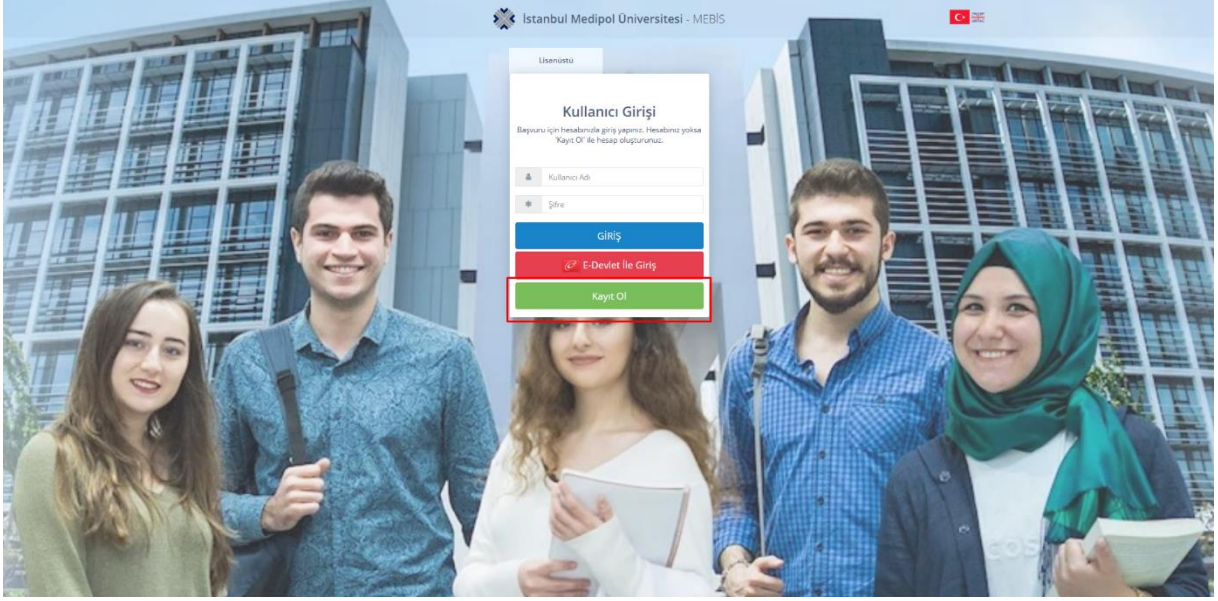 İstanbul Medipol Üniversitesi - MEBİS
Lisanüstü
Kullanıcı Girişi
Başvuru için hesabınızla giriş yapınız. Hesabınız yoksa
'Kayıt Ol' ile hesap oluşturunuz.
Kullanıcı Adı
Şifre
GİRİŞ
E-Devlet İle Giriş
Kayıt Ol